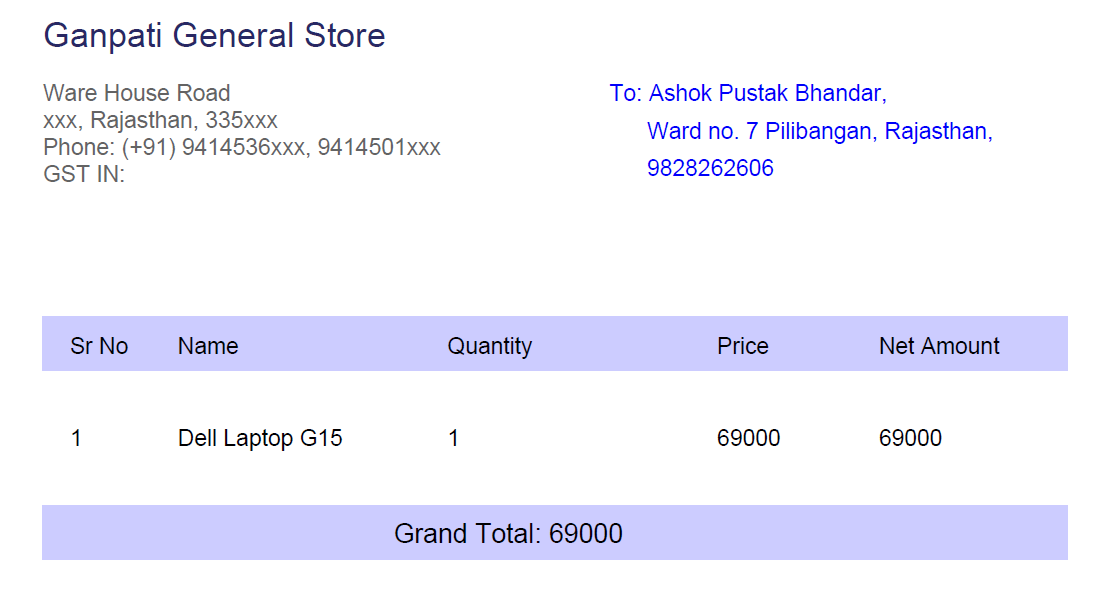 Ganpati General Store
Ware House Road
xxx, Rajasthan, 335xxx
Phone: (+91) 9414536xxx, 9414501xxx
GST IN:
To: Ashok Pustak Bhandar,
Ward no. 7 Pilibangan, Rajasthan,
9828262606
Sr No Name Quantity Price Net Amount
1 Dell Laptop G15 1 69000 69000
Grand Total: 69000